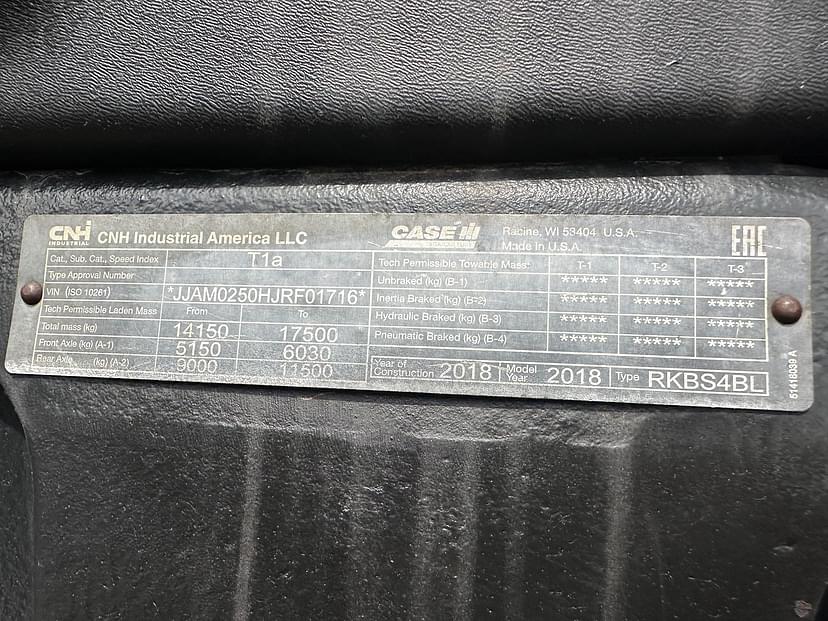 CNH INDUSTRIAL CNH Industrial America LLC
CASE IH Racine, WI 53404 U.S.A.
Made in U.S.A.
EAC
Cat., Sub. Cat., Speed Index T1a
Type Approval Number
VIN (ISO 10261) *JJAM0250HJRF01716*
Tech Permissible Laden Mass From To
Total mass (kg) 14150 17500
Front Axle (kg) (A-1) 5150 6030
Rear Axle (kg) (A-2) 9000 11500
Tech Permissible Towable Mass T-1 T-2 T-3
Unbraked (kg) (B-1) ***** ***** *****
Inertia Braked (kg) (B-2) ***** ***** *****
Hydraulic Braked (kg) (B-3) ***** ***** *****
Pneumatic Braked (kg) (B-4) ***** ***** *****
Year of Construction 2018 Model Year 2018 Type RKBS4BL
51418039 A